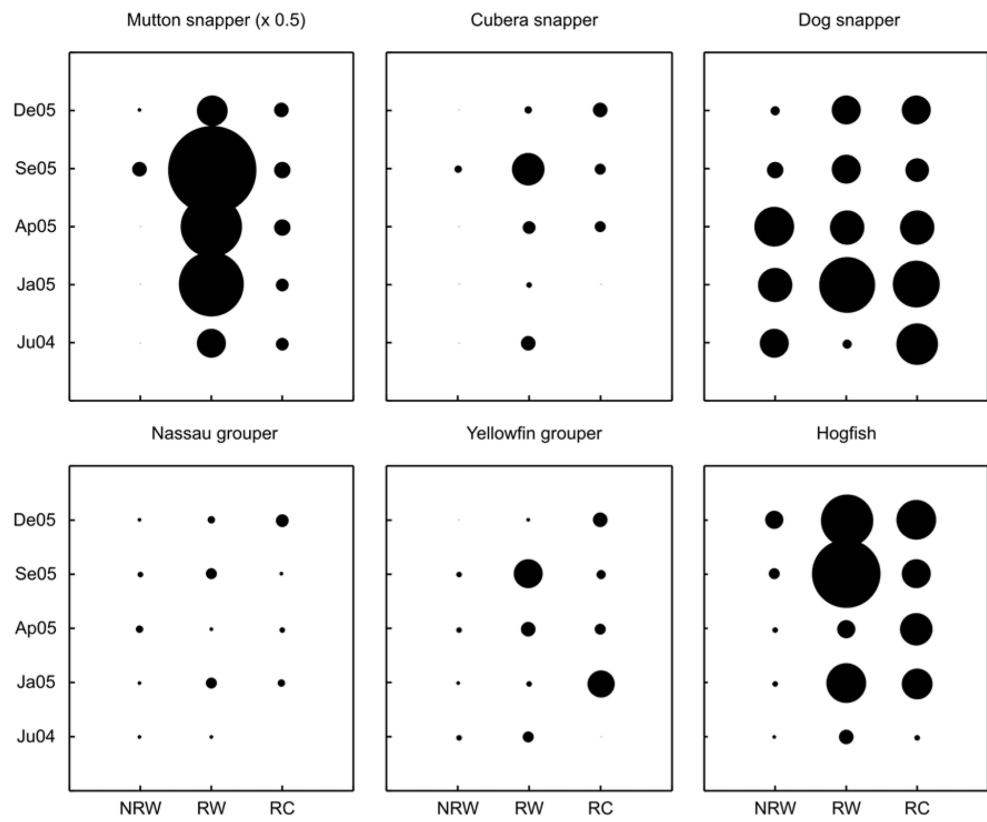 Mutton snapper (x 0.5) Cubera snapper Dog snapper
De05
Se05
Ap05
Ja05
Ju04
Nassau grouper Yellowfin grouper Hogfish
De05
Se05
Ap05
Ja05
Ju04
NRW RW RC NRW RW RC NRW RW RC